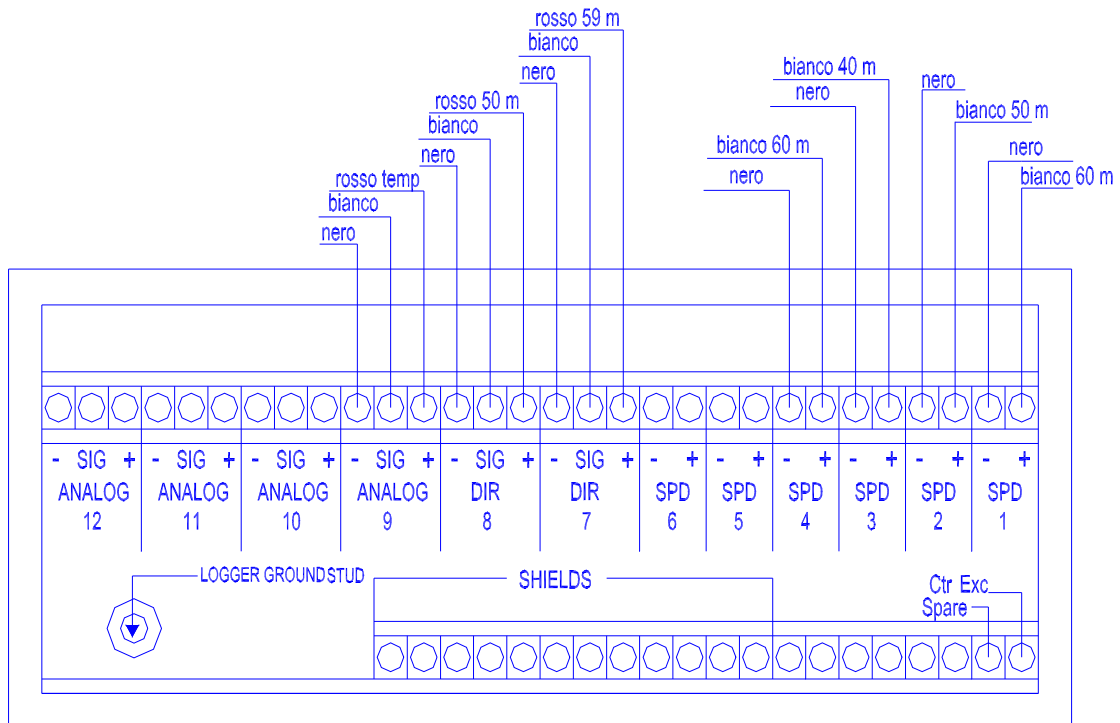 rosso 59 m
bianco
nero
rosso 50 m
bianco
nero
rosso temp
bianco
nero
bianco 40 m
nero
bianco 60 m
nero
nero
bianco 50 m
nero
bianco 60 m
- SIG + - SIG + - SIG + - SIG + - SIG + - SIG + - + - + - + - + - + - +
ANALOG ANALOG ANALOG ANALOG DIR DIR SPD SPD SPD SPD SPD SPD
12 11 10 9 8 7 6 5 4 3 2 1
LOGGER GROUND STUD
SHIELDS
Ctr Exc
Spare